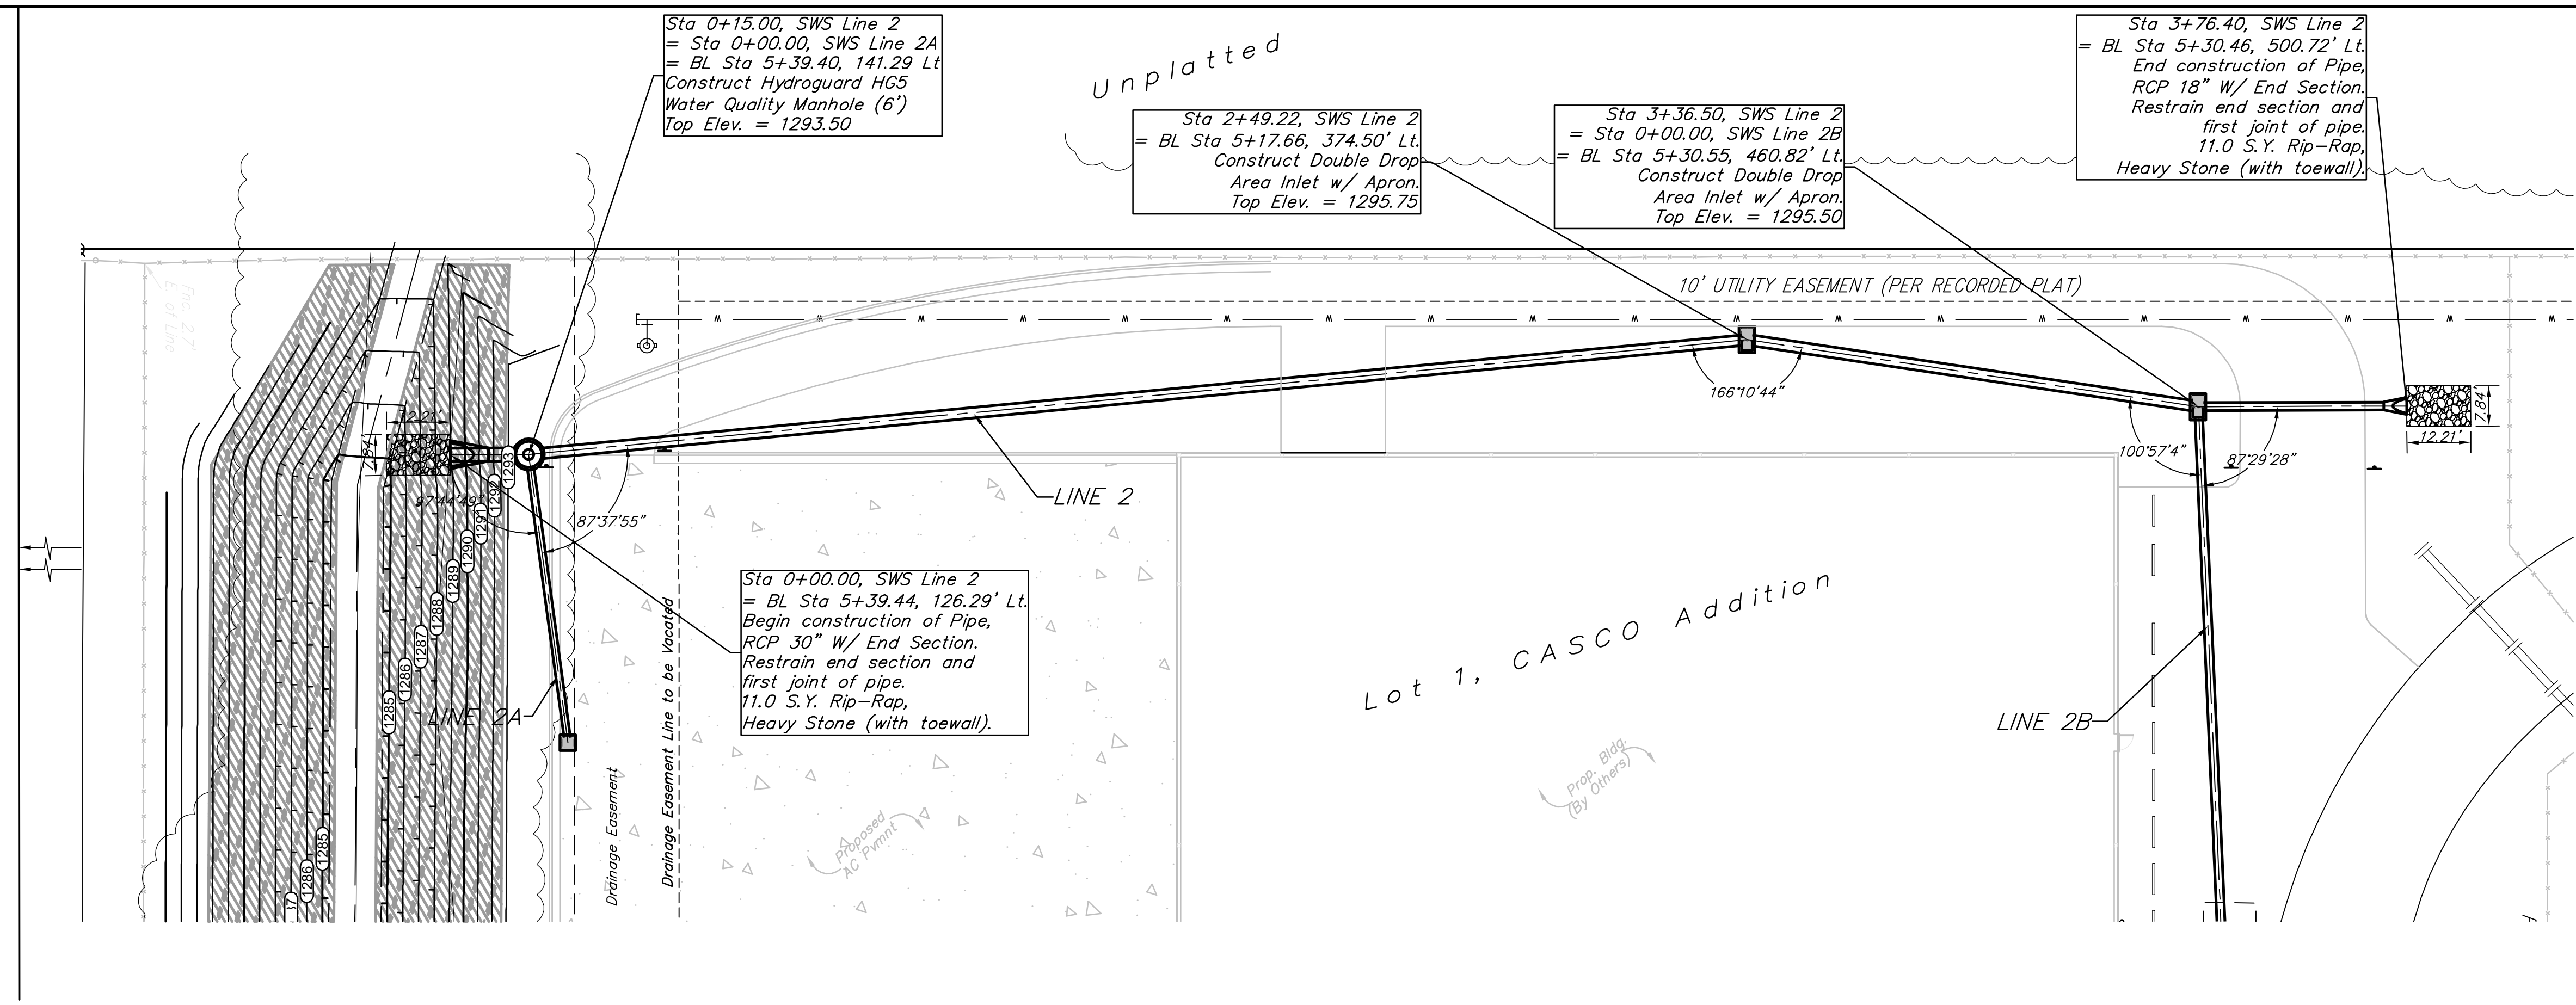 Sta 0+15.00, SWS Line 2
= Sta 0+00.00, SWS Line 2A
= BL Sta 5+39.40, 141.29 Lt
Construct Hydroguard HG5
Water Quality Manhole (6')
Top Elev. = 1293.50
Unplatted
Sta 2+49.22, SWS Line 2
= BL Sta 5+17.66, 374.50' Lt.
Construct Double Drop
Area Inlet w/ Apron.
Top Elev. = 1295.75
Sta 3+36.50, SWS Line 2
= Sta 0+00.00, SWS Line 2B
= BL Sta 5+30.55, 460.82' Lt.
Construct Double Drop
Area Inlet w/ Apron.
Top Elev. = 1295.50
Sta 3+76.40, SWS Line 2
= BL Sta 5+30.46, 500.72' Lt.
End construction of Pipe,
RCP 18" W/ End Section.
Restrain end section and
first joint of pipe.
11.0 S.Y. Rip-Rap,
Heavy Stone (with toewall).
Fnc. 2.7'
E. of Line
10' UTILITY EASEMENT (PER RECORDED PLAT)
W W W W W W W W W W W W W W W W W W W
166°10'44"
12.21'
7.84'
7.84'
12.21'
100°57'4"
87°29'28"
97°44'49"
87°37'55"
LINE 2
1293
1292
1291
1290
1289
1288
1287
1286
1285
Sta 0+00.00, SWS Line 2
= BL Sta 5+39.44, 126.29' Lt.
Begin construction of Pipe,
RCP 30" W/ End Section.
Restrain end section and
first joint of pipe.
11.0 S.Y. Rip-Rap,
Heavy Stone (with toewall).
Lot 1, CASCO Addition
LINE 2A
LINE 2B
Drainage Easement
Drainage Easement Line to be Vacated
Proposed
AC Pvmnt
Prop. Bldg.
(By Others)
1285
1286